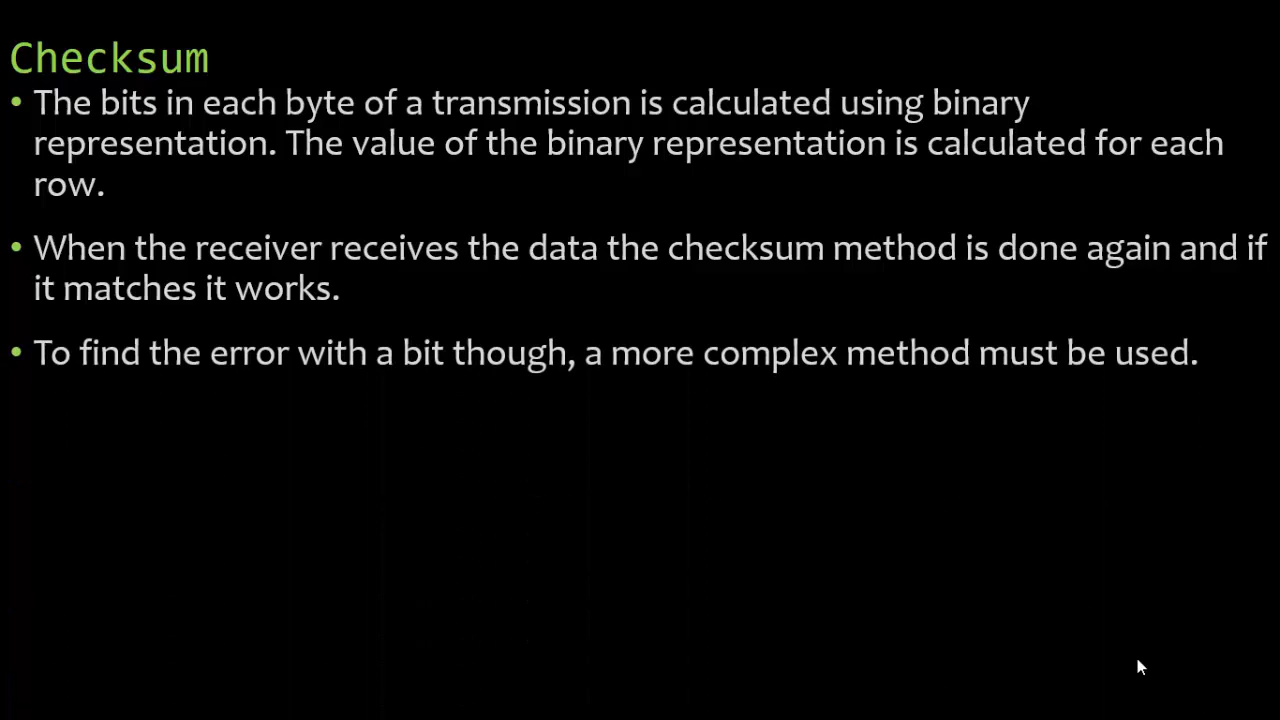 Checksum
• The bits in each byte of a transmission is calculated using binary
representation. The value of the binary representation is calculated for each
row.
• When the receiver receives the data the checksum method is done again and if
it matches it works.
• To find the error with a bit though, a more complex method must be used.